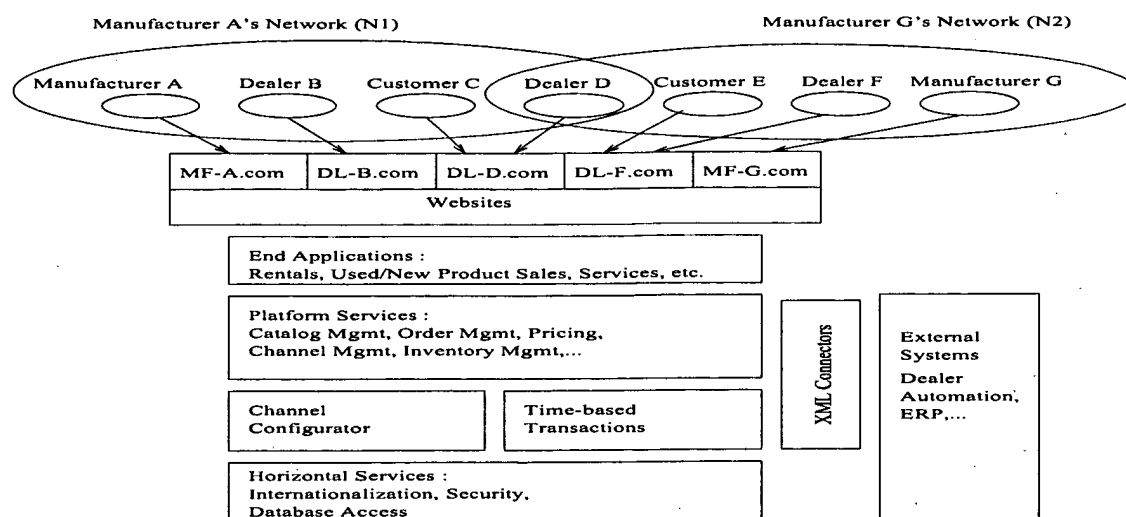 Manufacturer A's Network (N1)
Manufacturer G's Network (N2)
Manufacturer A
Dealer B
Customer C
Dealer D
Customer E
Dealer F
Manufacturer G
MF-A.com
DL-B.com
DL-D.com
DL-F.com
MF-G.com
Websites
End Applications :
Rentals, Used/New Product Sales, Services, etc.
Platform Services :
Catalog Mgmt, Order Mgmt, Pricing,
Channel Mgmt, Inventory Mgmt,...
Channel
Configurator
Time-based
Transactions
Horizontal Services :
Internationalization, Security,
Database Access
XML Connectors
External
Systems
Dealer
Automation,
ERP,...